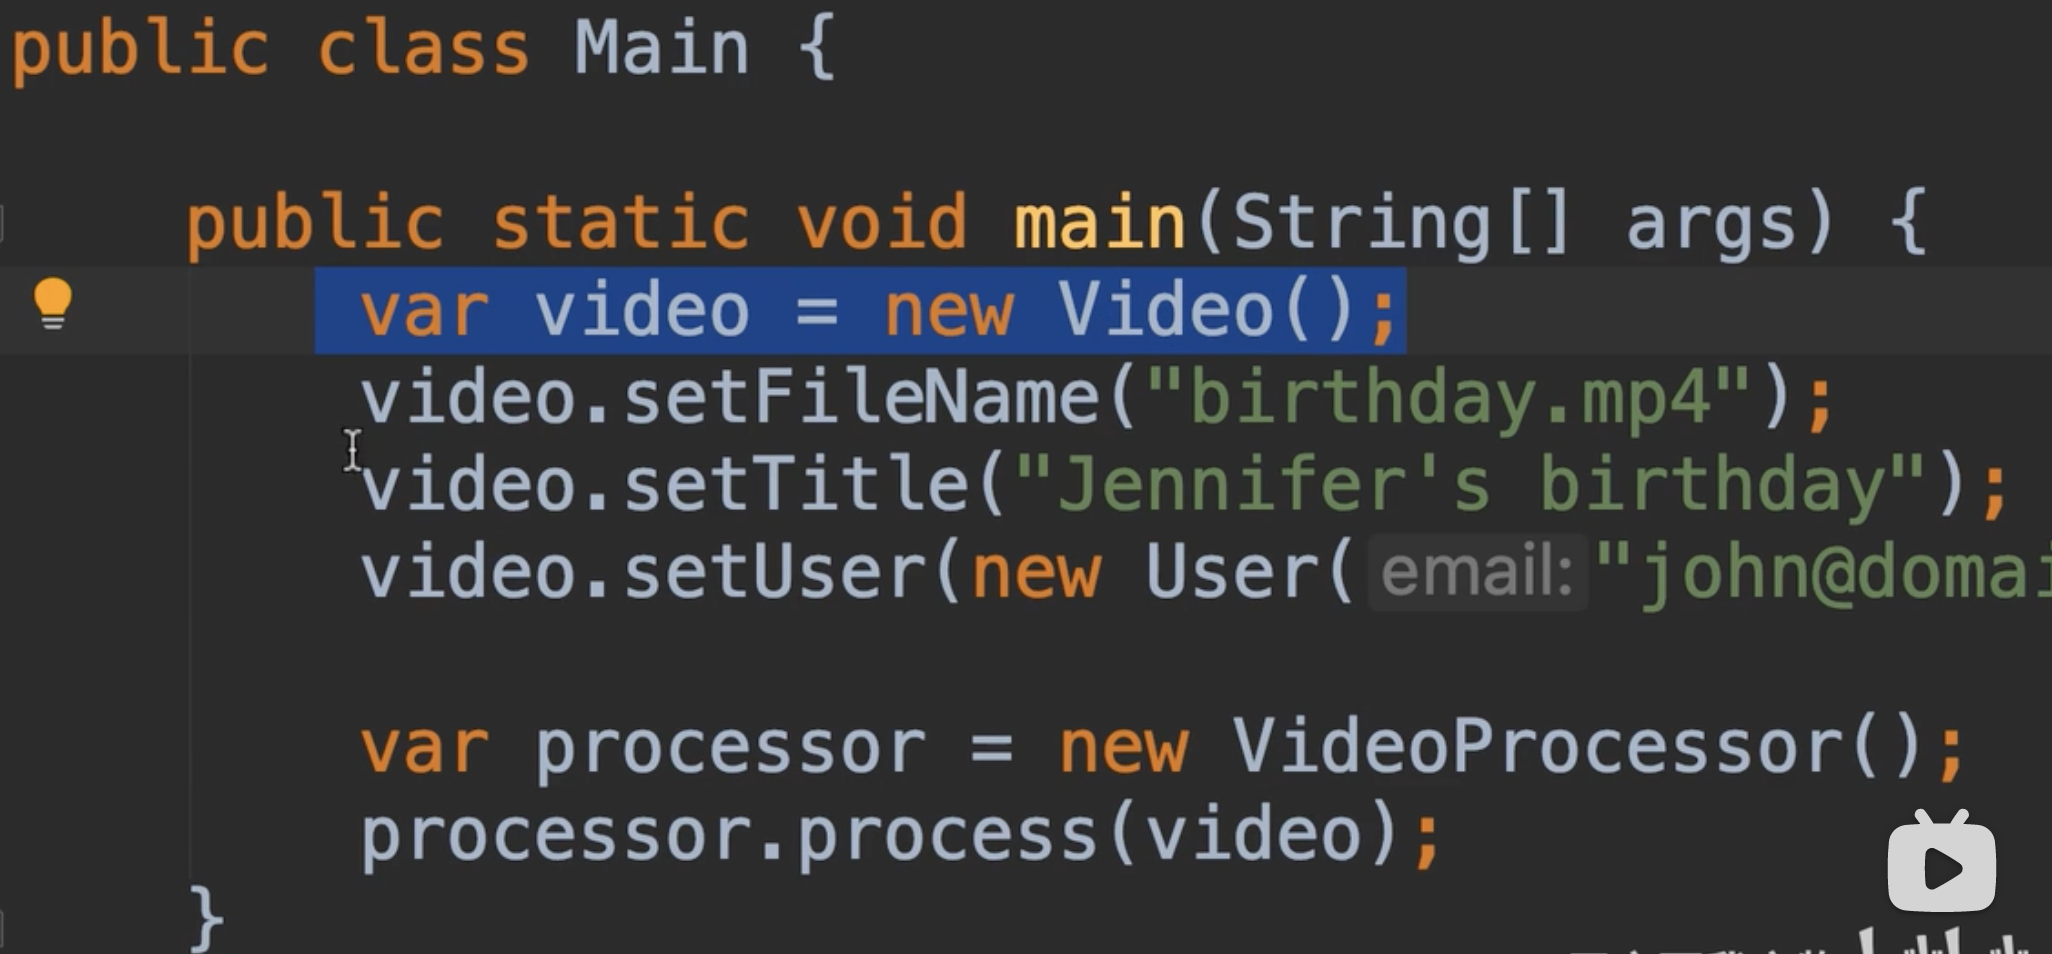 public class Main {
public static void main(String[] args) {
var video = new Video();
video.setFileName("birthday.mp4");
video.setTitle("Jennifer's birthday");
video.setUser(new User( email: "john@domai
var processor = new VideoProcessor();
processor.process(video);
}